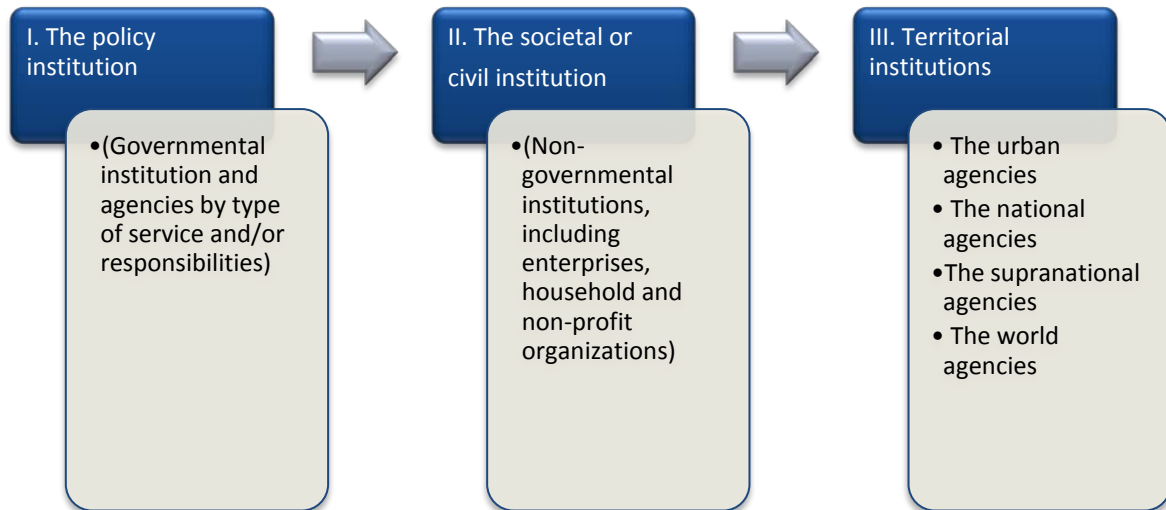 I. The policy
institution
•(Governmental
institution and
agencies by type
of service and/or
responsibilities)
II. The societal or
civil institution
•(Non-
governmental
institutions,
including
enterprises,
household and
non-profit
organizations)
III. Territorial
institutions
• The urban
agencies
• The national
agencies
•The supranational
agencies
• The world
agencies